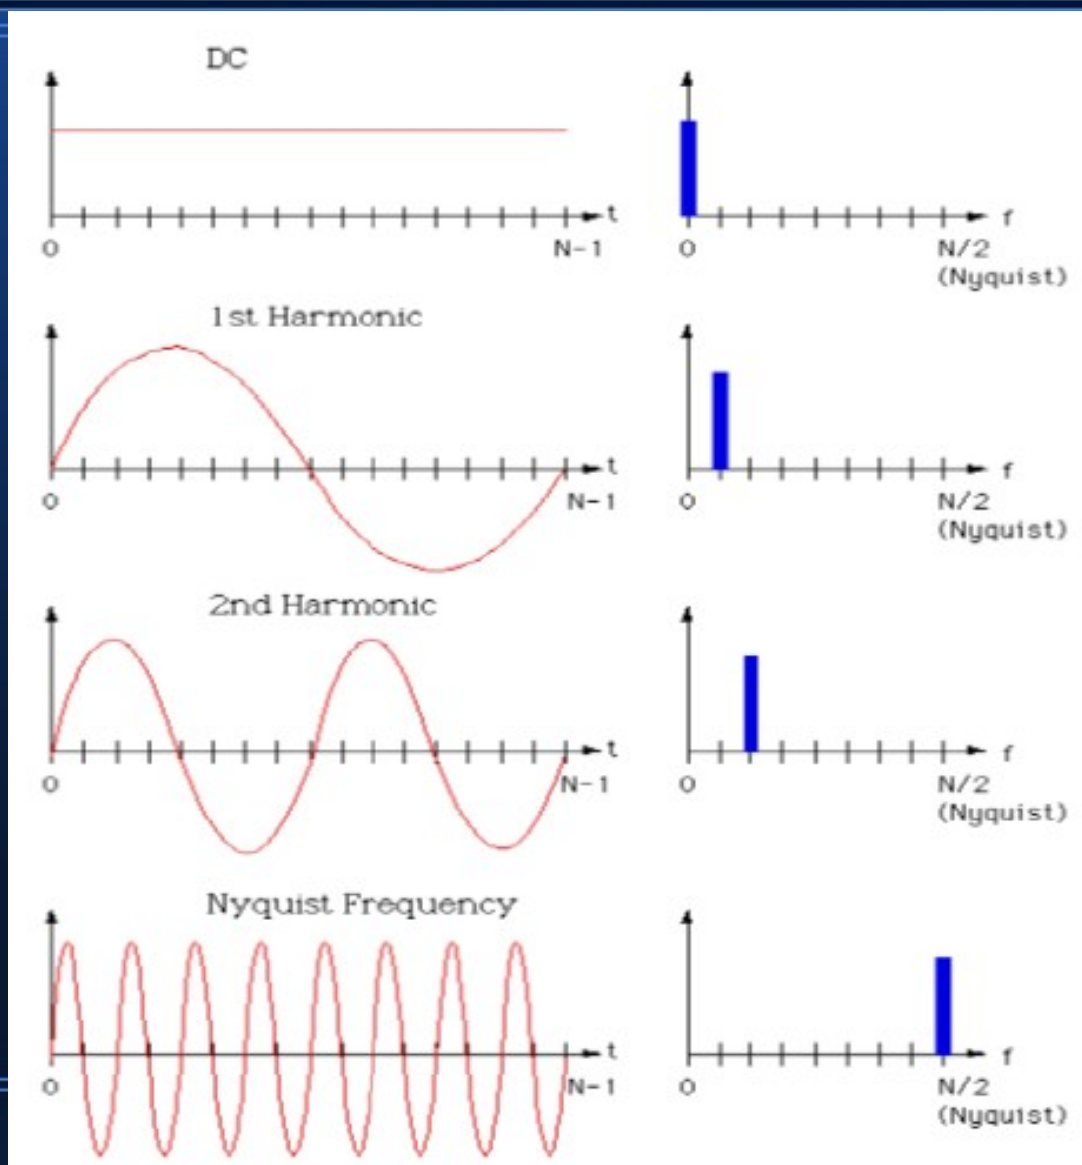 DC
t
f
0
N-1
0
N/2
(Nyquist)
1st Harmonic
t
f
0
N-1
0
N/2
(Nyquist)
2nd Harmonic
t
f
0
N-1
0
N/2
(Nyquist)
Nyquist Frequency
t
f
0
N-1
0
N/2
(Nyquist)